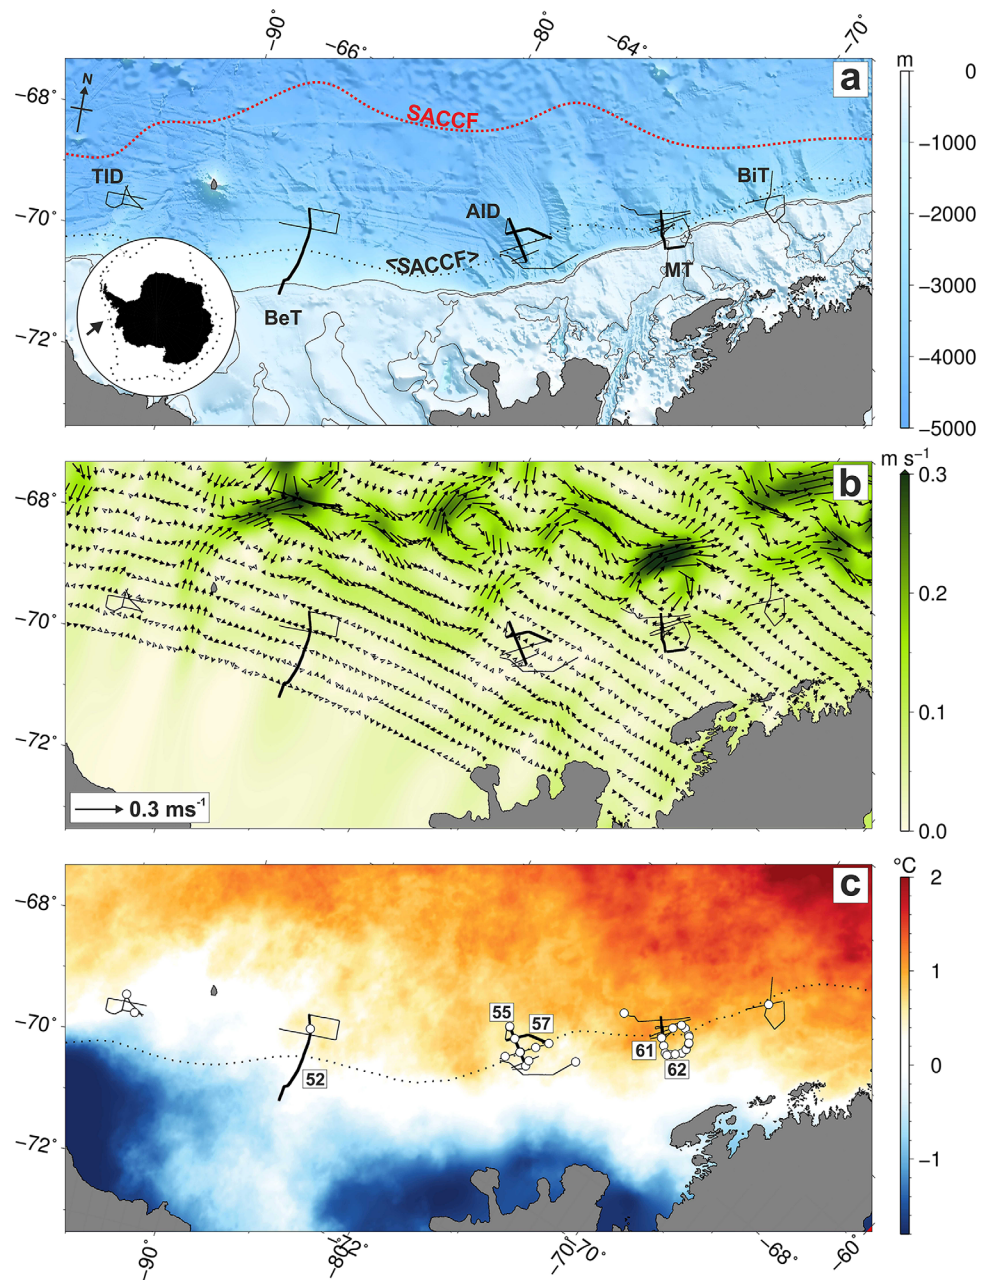 −90° −66° −80° −64° −70°
a
N
SACCF
TID
BiT
AID
<SACCF>
MT
BeT
−68°
−70°
−72°
m
0
−1000
−2000
−3000
−4000
−5000
b
0.3 ms-1
−68°
−70°
−72°
m s−1
0.3
0.2
0.1
0.0
c
55
57
61
62
52
−68°
−70°
−72°
°C
2
1
0
−1
−90° −80° −72° −70° −70° −68° −60°